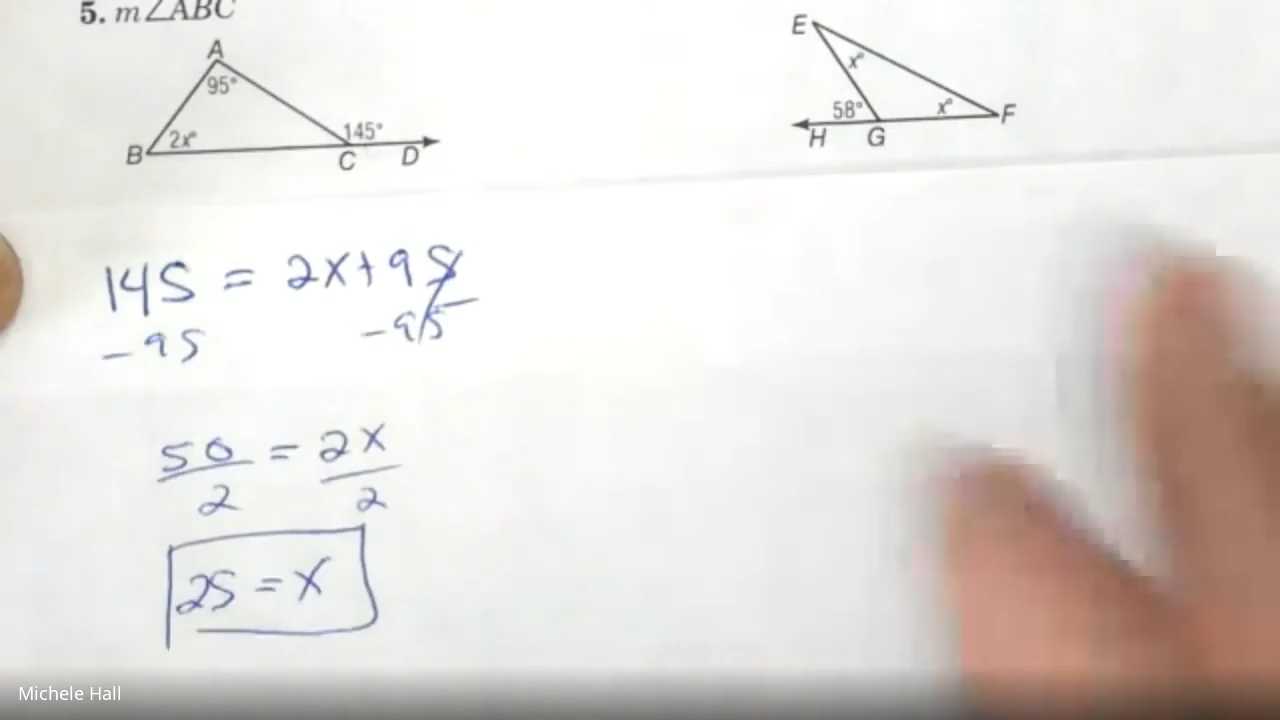 5. m∠ABC
A
95°
B
2x°
145°
C
D
E
x°
58°
x°
F
H
G
145 = 2x+95
-95 -95
50 = 2x
2 2
25 = x
Michele Hall